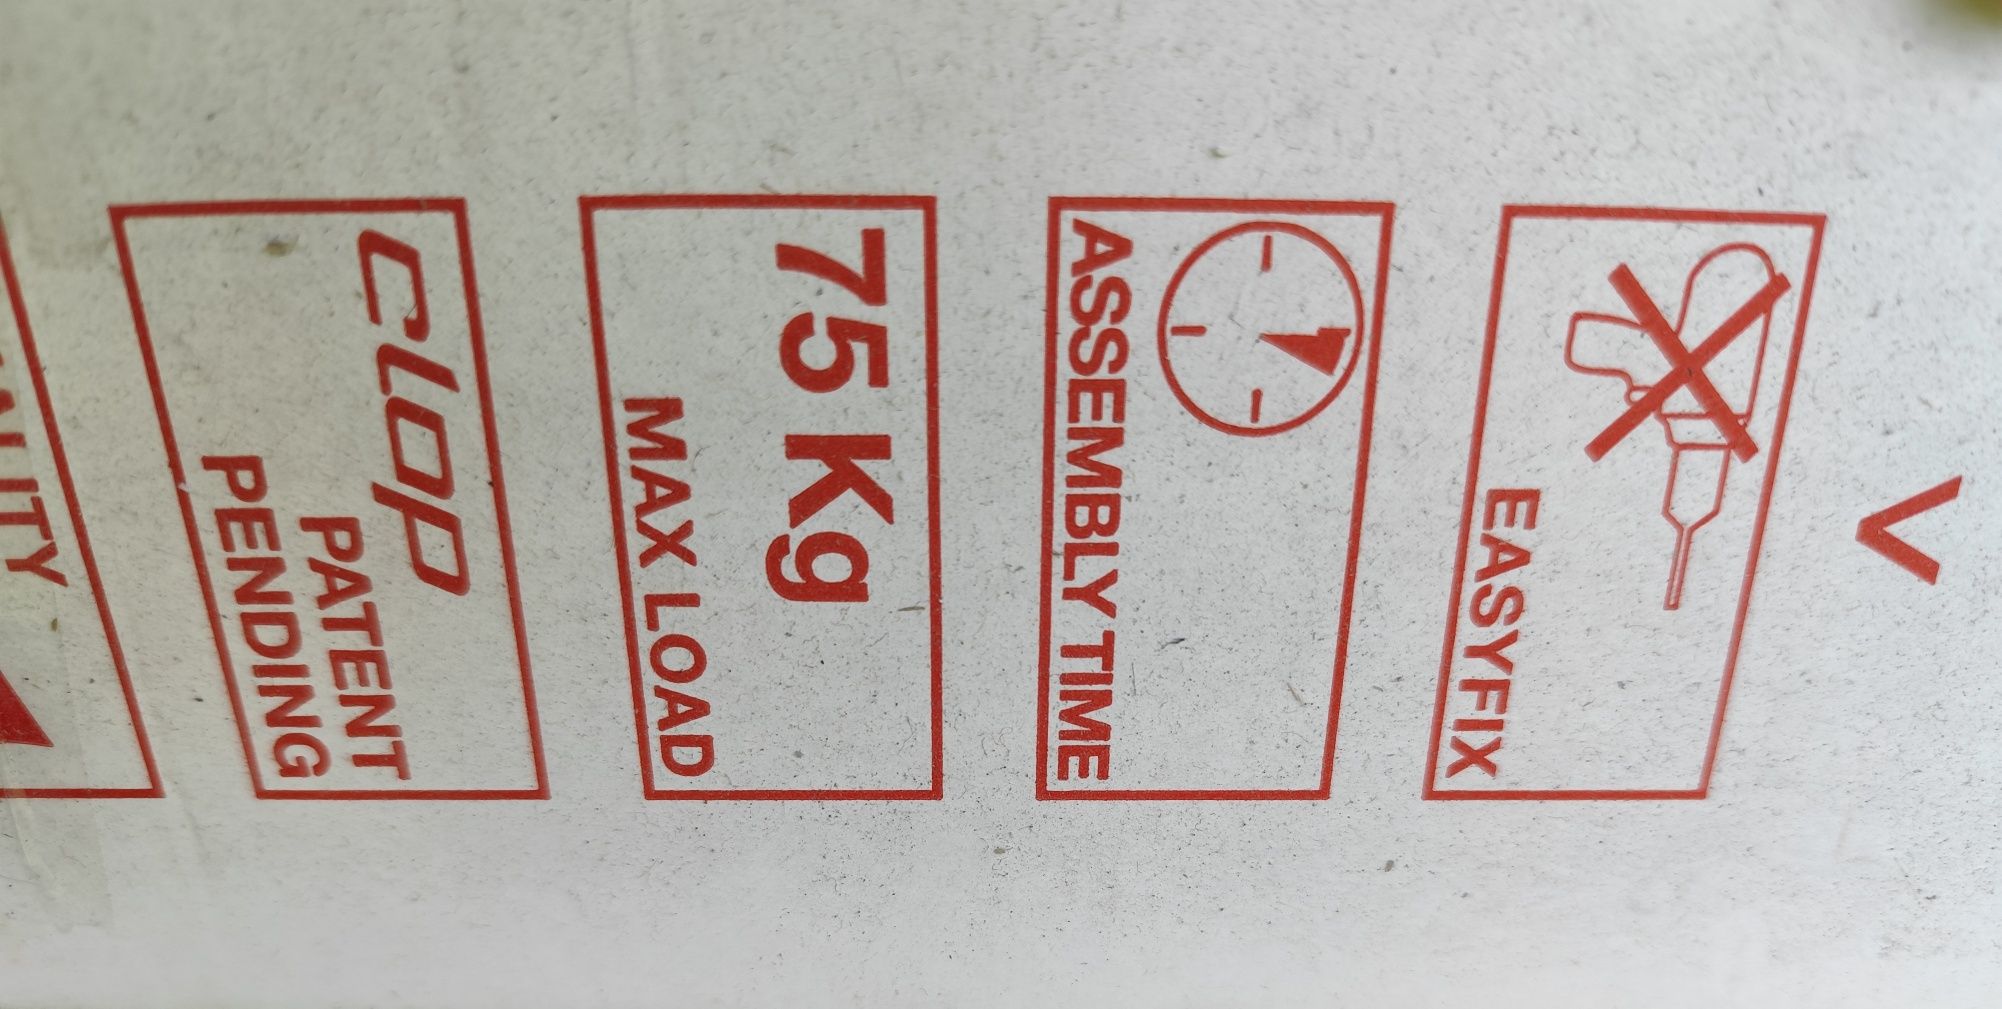 V
EASYFIX
ASSEMBLY TIME
75 Kg
MAX LOAD
clop
PATENT
PENDING